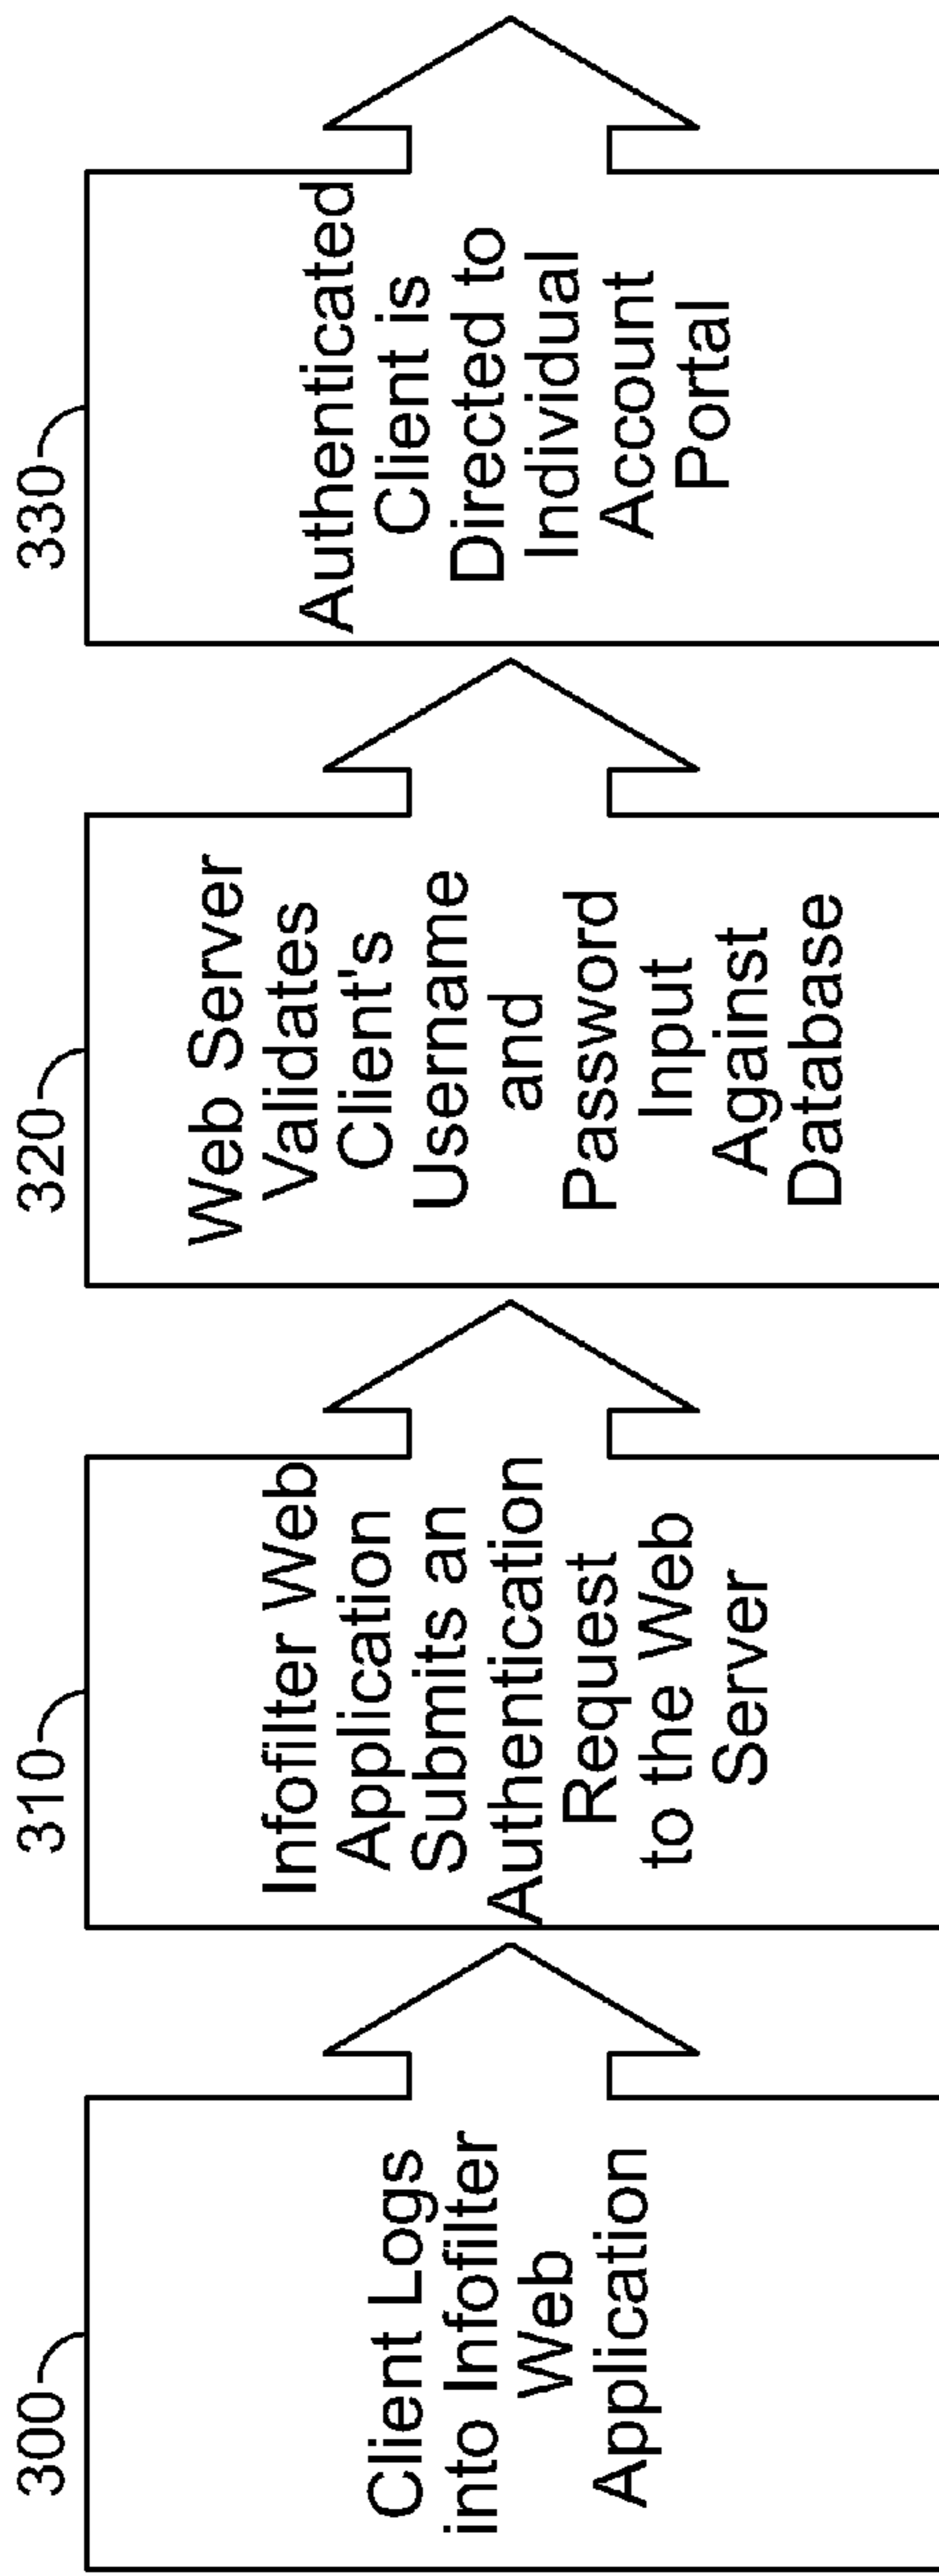 300
Client Logs
into Infofilter
Web
Application
310
Infofilter Web
Application
Submits an
Authentication
Request
to the Web
Server
320
Web Server
Validates
Client's
Username
and
Password
Input
Against
Database
330
Authenticated
Client is
Directed to
Individual
Account
Portal